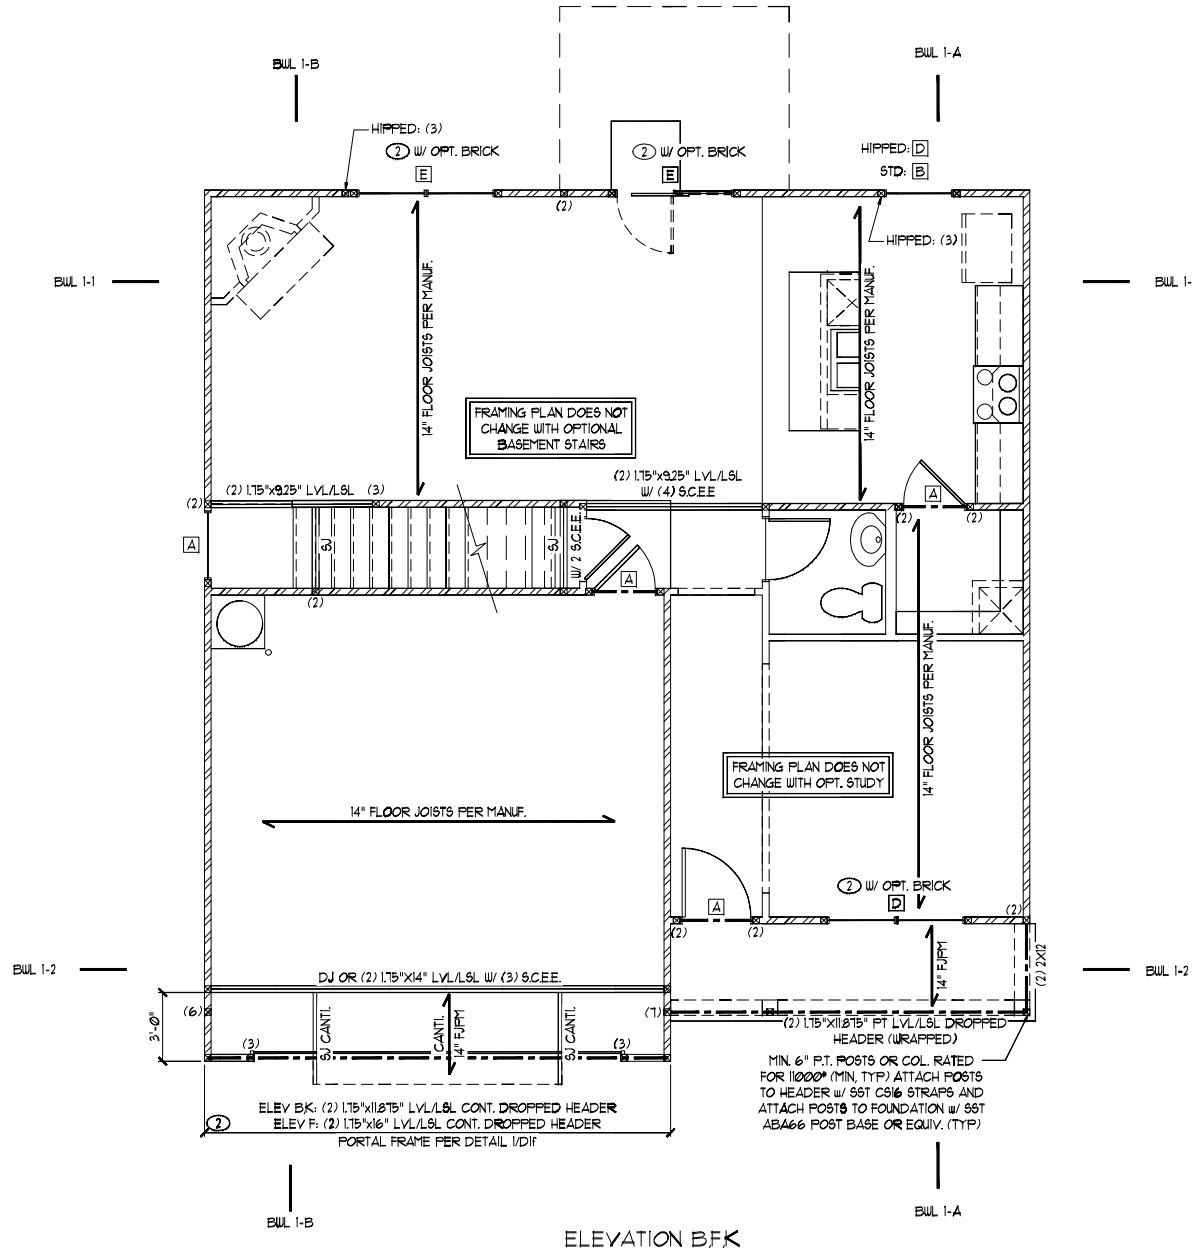 BWL 1-A
BWL 1-B
HIPPED: (3)
2 W/ OPT. BRICK
2 W/ OPT. BRICK
HIPPED: D
STD: B
E
E
(2)
HIPPED: (3)
BWL 1-1
BWL 1-
14" FLOOR JOISTS PER MANUF.
14" FLOOR JOISTS PER MANUF.
FRAMING PLAN DOES NOT
CHANGE WITH OPTIONAL
BASEMENT STAIRS
(2) 1.75"x9.25" LVL/LSL
(3)
(2) 1.75"x9.25" LVL/LSL
W/ (4) S.C.E.E
(2)
A
(2)
(2)
A
SJ
SJ
W/ 2 S.C.E.E.
A
(2)
14" FLOOR JOISTS PER MANUF.
FRAMING PLAN DOES NOT
CHANGE WITH OPT. STUDY
14" FLOOR JOISTS PER MANUF.
2 W/ OPT. BRICK
D
A
(2)
(2)
(2)
14" FJPM
(2) 2X12
BWL 1-2
BWL 1-2
DJ OR (2) 1.75"X14" LVL/LSL W/ (3) S.C.E.E.
3'-0"
(6)
(7)
(3)
(3)
SJ CANTI.
CANTI.
14" FJPM
SJ CANTI.
(2) 1.75"X11.875" PT LVL/LSL DROPPED
HEADER (WRAPPED)
MIN. 6" P.T. POSTS OR COL. RATED
FOR 11000# (MIN, TYP) ATTACH POSTS
TO HEADER W/ SST CS16 STRAPS AND
ATTACH POSTS TO FOUNDATION W/ SST
ABA66 POST BASE OR EQUIV. (TYP)
ELEV B,K: (2) 1.75"x11.875" LVL/LSL CONT. DROPPED HEADER
ELEV F: (2) 1.75"x16" LVL/LSL CONT. DROPPED HEADER
2
PORTAL FRAME PER DETAIL 1/D1f
BWL 1-B
BWL 1-A
ELEVATION B,F,K